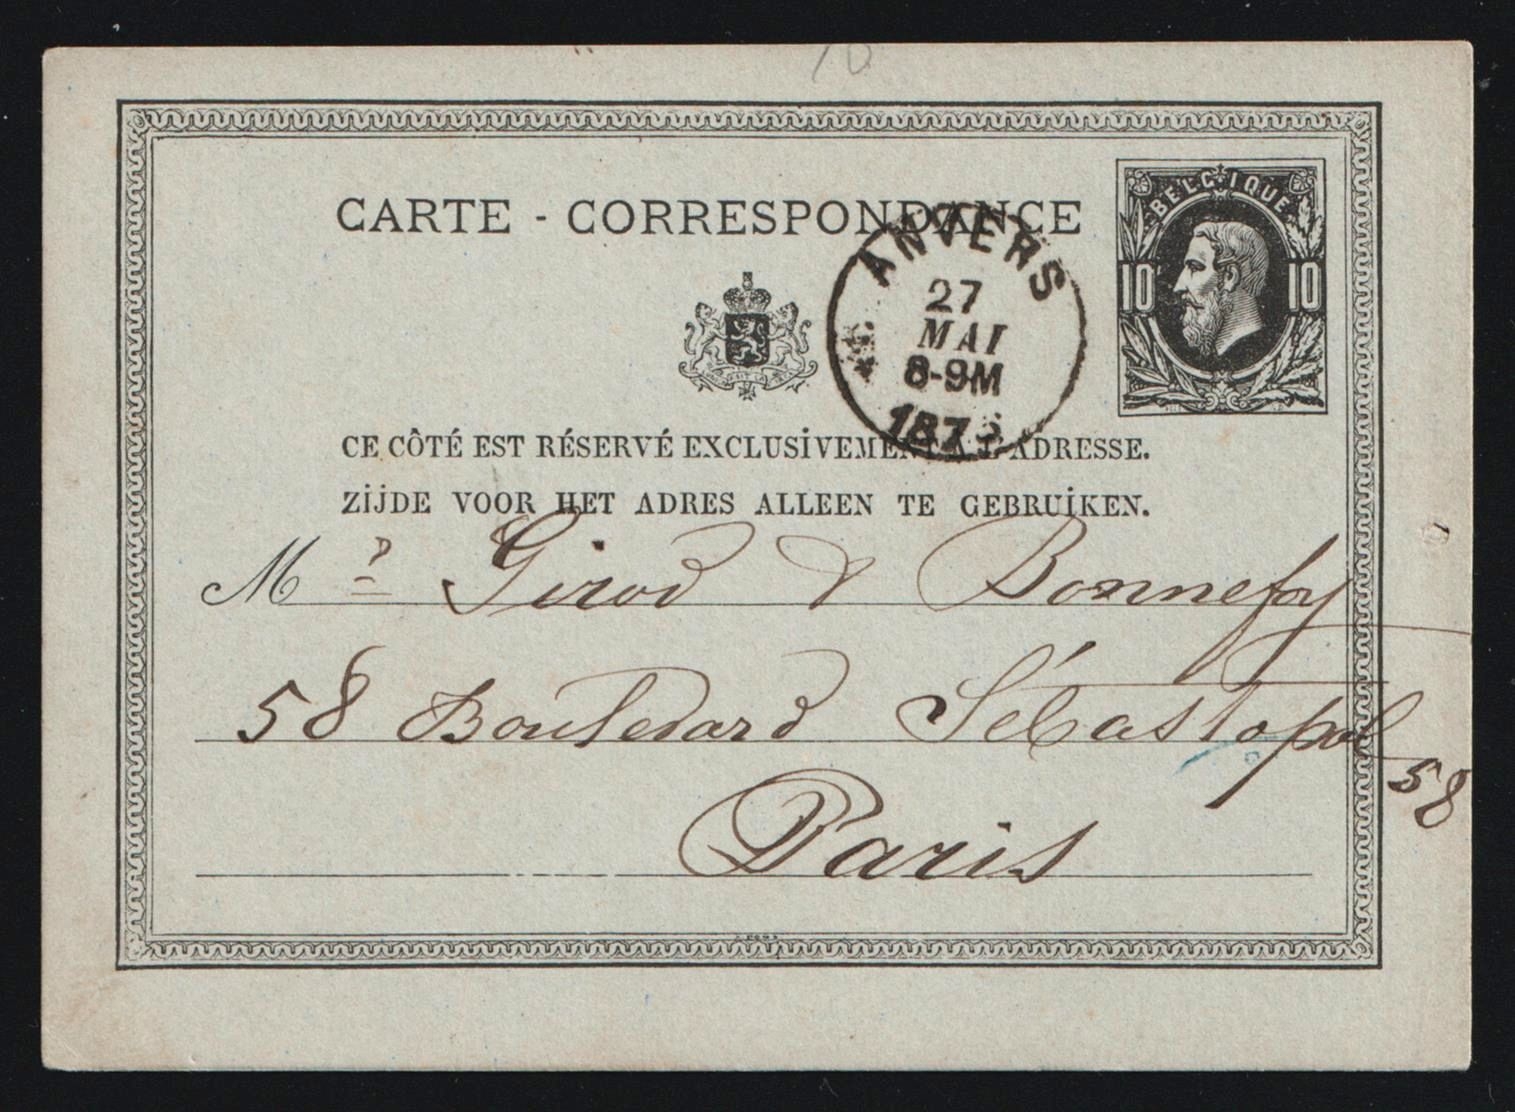 10
CARTE - CORRESPONDANCE
BELGIQUE
10 10
ANVERS
27
MAI
8-9M
CE CÔTÉ EST RÉSERVÉ EXCLUSIVEMENT À L'ADRESSE.
ZIJDE VOOR HET ADRES ALLEEN TE GEBRUIKEN.
Girod & Bonnefoy
58 Boulevard Sébastopol
58
Paris